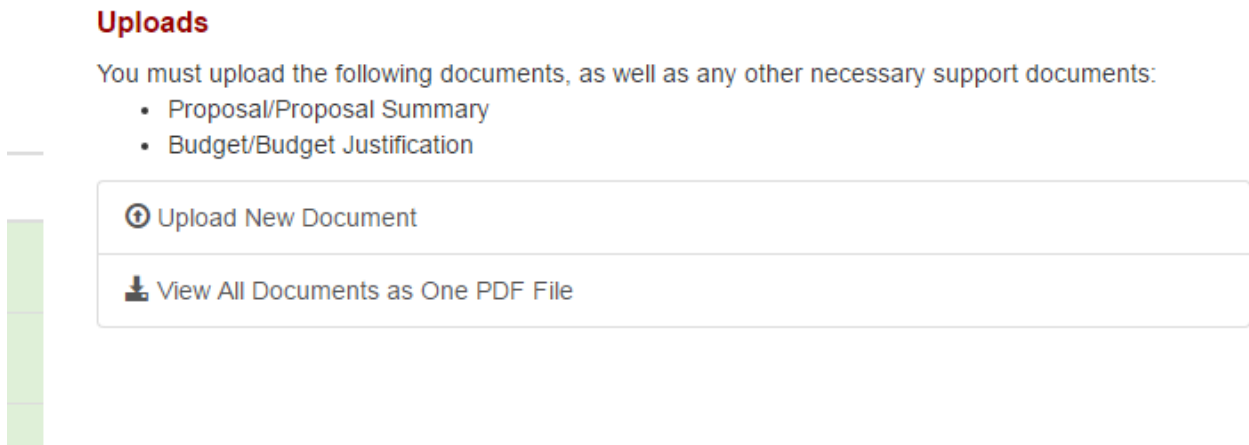 Uploads
You must upload the following documents, as well as any other necessary support documents:
• Proposal/Proposal Summary
• Budget/Budget Justification
Upload New Document
View All Documents as One PDF File